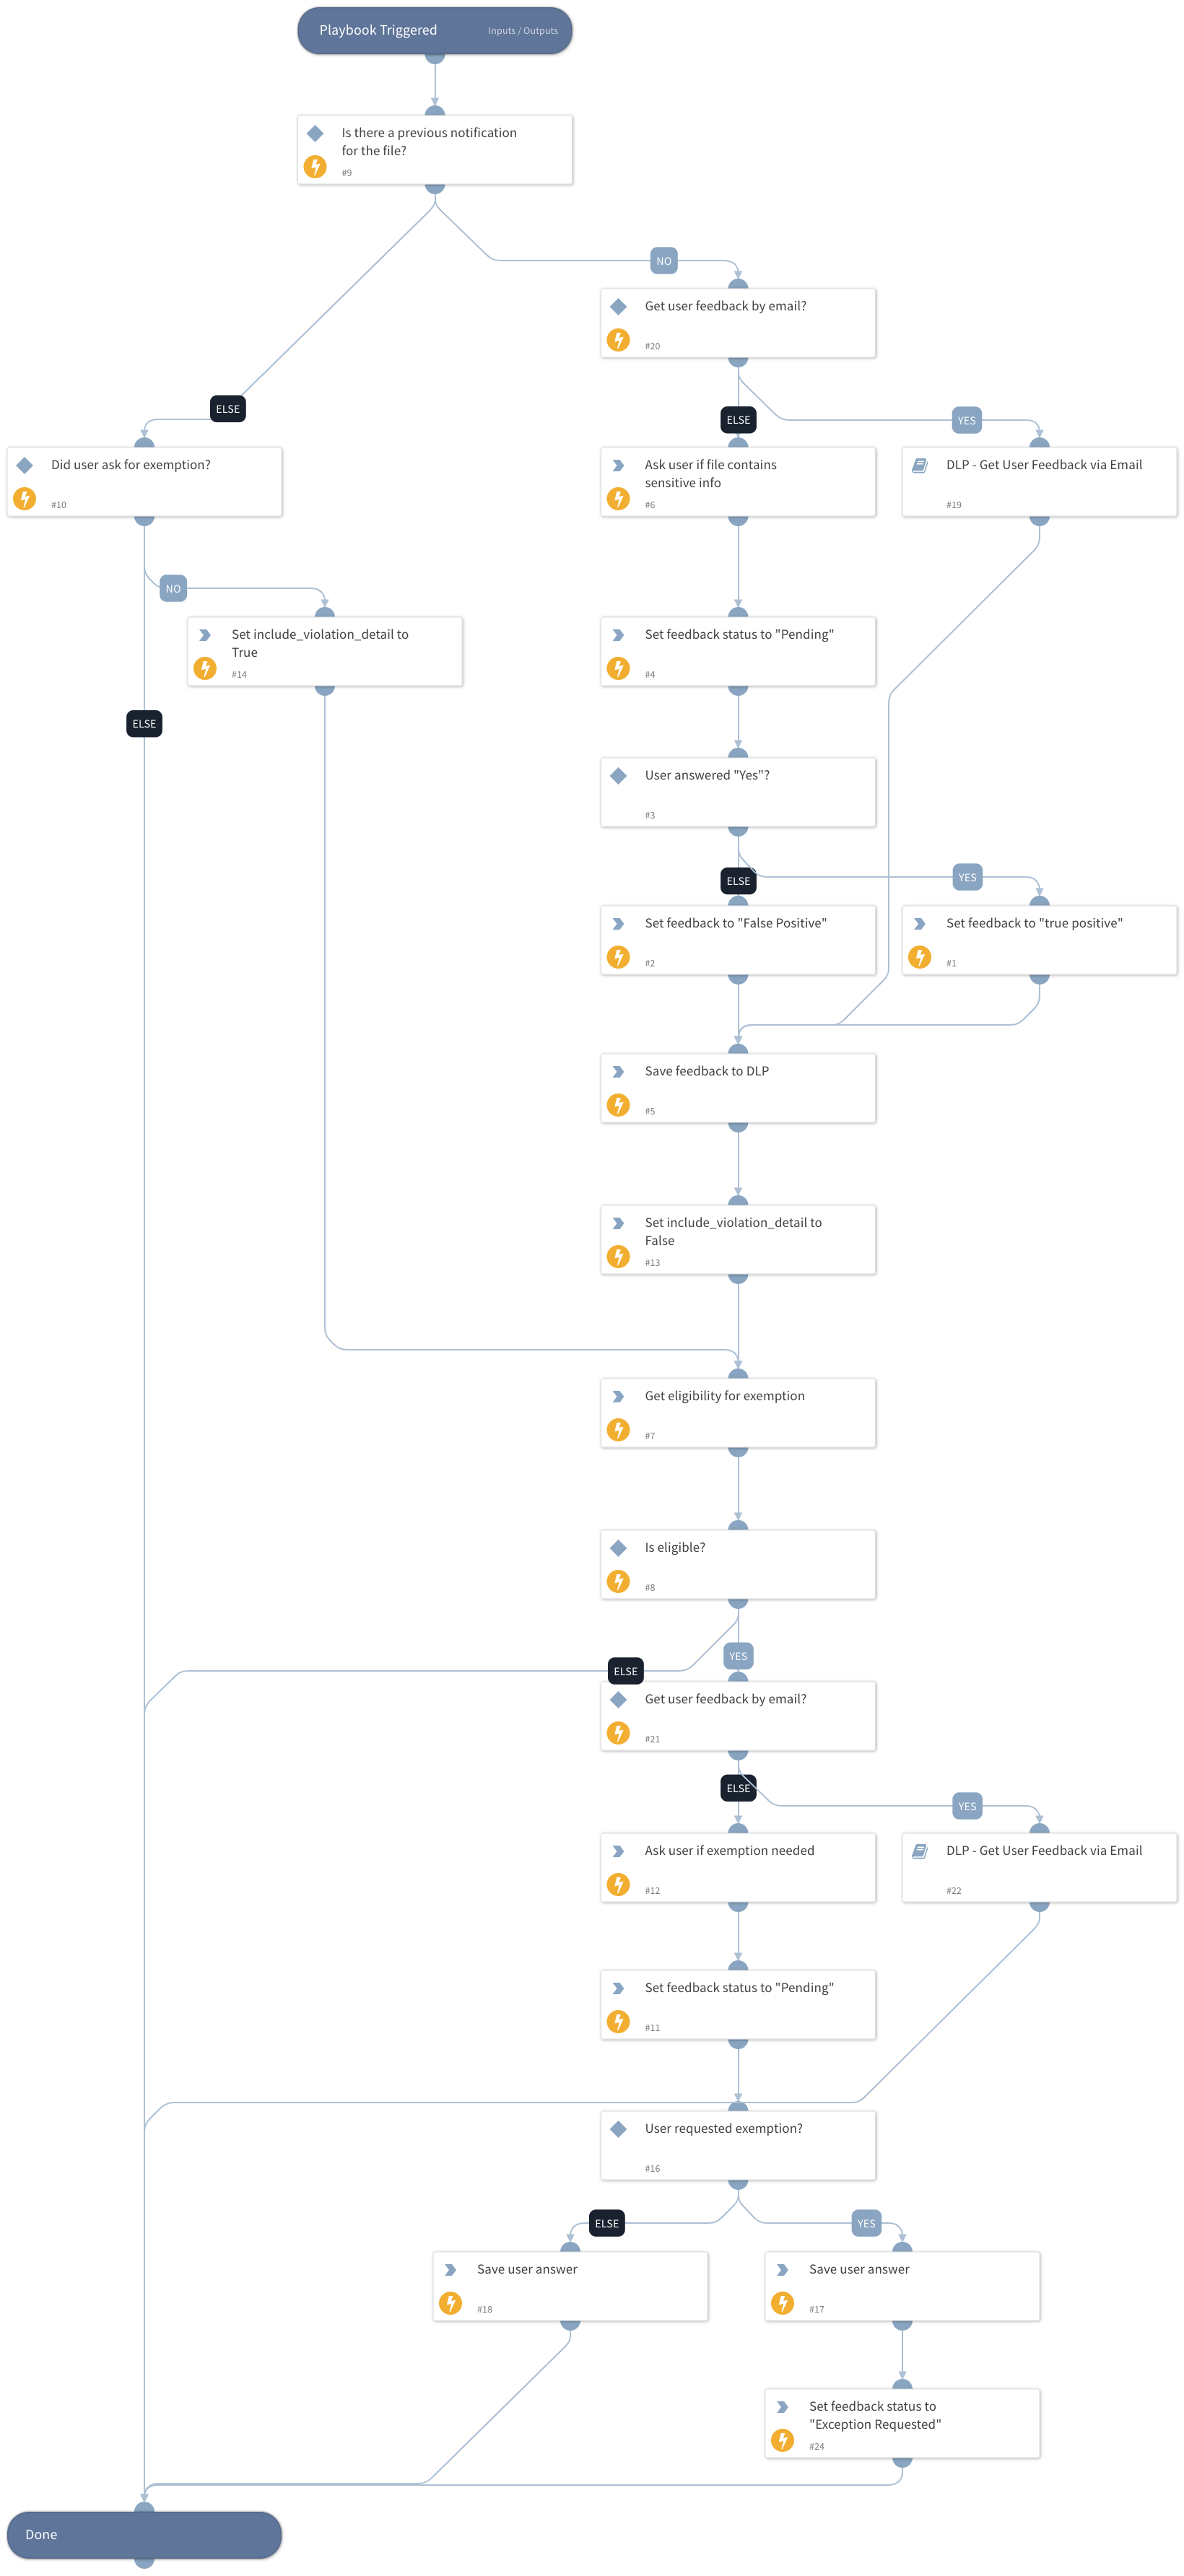 Playbook Triggered
Inputs / Outputs
Is there a previous notification
for the file?
#9
NO
Get user feedback by email?
#20
ELSE
ELSE
YES
Did user ask for exemption?
#10
Ask user if file contains
sensitive info
#6
DLP - Get User Feedback via Email
#19
NO
Set include_violation_detail to
True
#14
Set feedback status to "Pending"
#4
ELSE
User answered "Yes"?
#3
ELSE
YES
Set feedback to "False Positive"
#2
Set feedback to "true positive"
#1
Save feedback to DLP
#5
Set include_violation_detail to
False
#13
Get eligibility for exemption
#7
Is eligible?
#8
YES
ELSE
Get user feedback by email?
#21
ELSE
YES
Ask user if exemption needed
#12
DLP - Get User Feedback via Email
#22
Set feedback status to "Pending"
#11
User requested exemption?
#16
ELSE
YES
Save user answer
#18
Save user answer
#17
Set feedback status to
"Exception Requested"
#24
Done